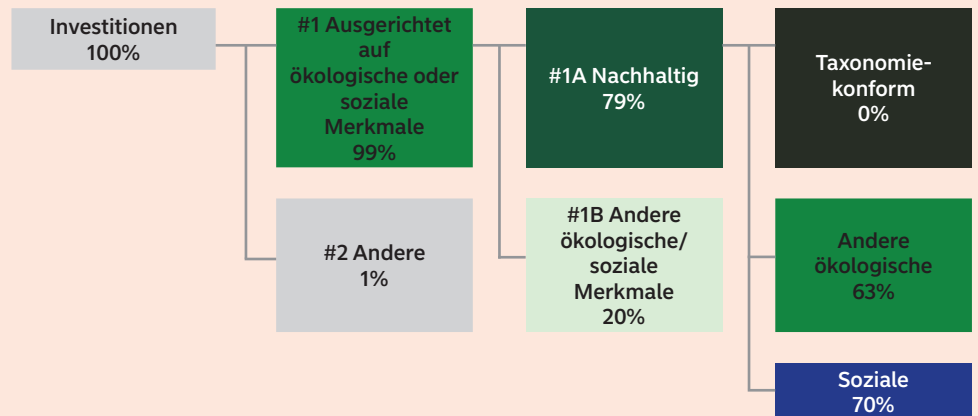 Investitionen
100%
#1 Ausgerichtet
auf
ökologische oder
soziale
Merkmale
99%
#1A Nachhaltig
79%
Taxonomie-
konform
0%
#2 Andere
1%
#1B Andere
ökologische/
soziale
Merkmale
20%
Andere
ökologische
63%
Soziale
70%